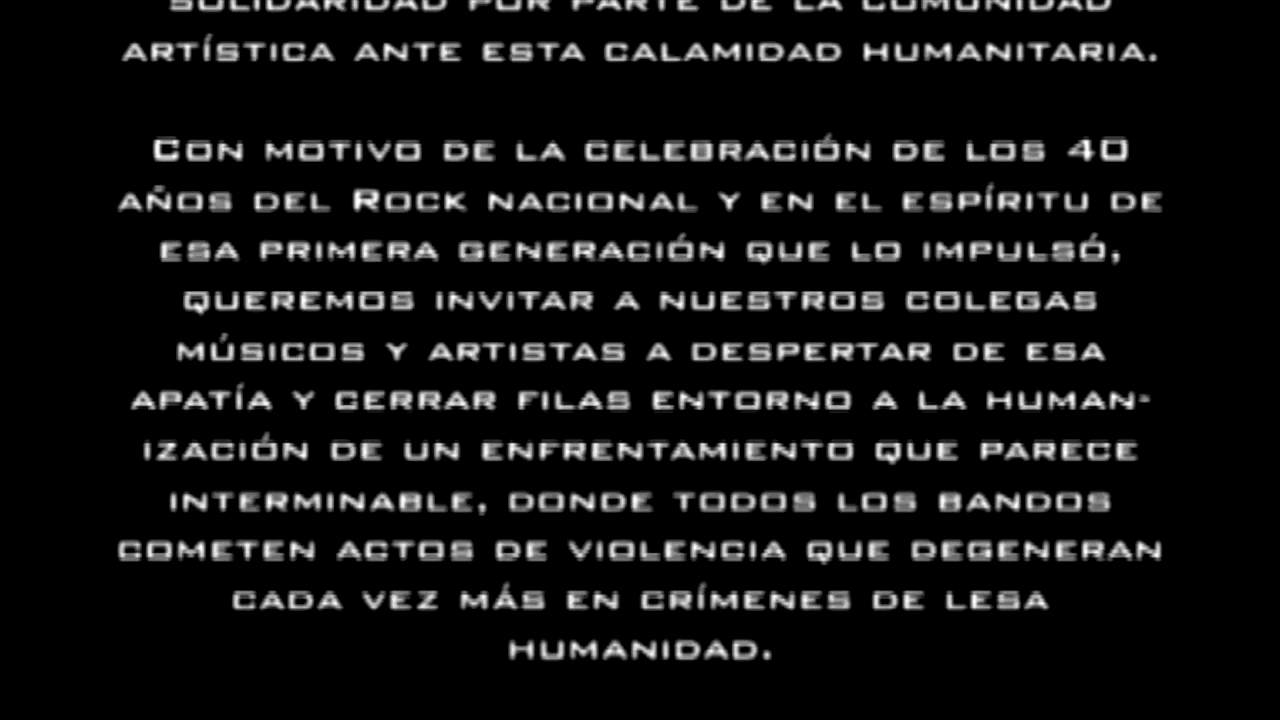 SOLIDARIDAD POR PARTE DE LA COMUNIDAD
ARTÍSTICA ANTE ESTA CALAMIDAD HUMANITARIA.
CON MOTIVO DE LA CELEBRACIÓN DE LOS 40
AÑOS DEL ROCK NACIONAL Y EN EL ESPÍRITU DE
ESA PRIMERA GENERACIÓN QUE LO IMPULSÓ,
QUEREMOS INVITAR A NUESTROS COLEGAS
MÚSICOS Y ARTISTAS A DESPERTAR DE ESA
APATÍA Y CERRAR FILAS ENTORNO A LA HUMAN-
IZACIÓN DE UN ENFRENTAMIENTO QUE PARECE
INTERMINABLE, DONDE TODOS LOS BANDOS
COMETEN ACTOS DE VIOLENCIA QUE DEGENERAN
CADA VEZ MÁS EN CRÍMENES DE LESA
HUMANIDAD.